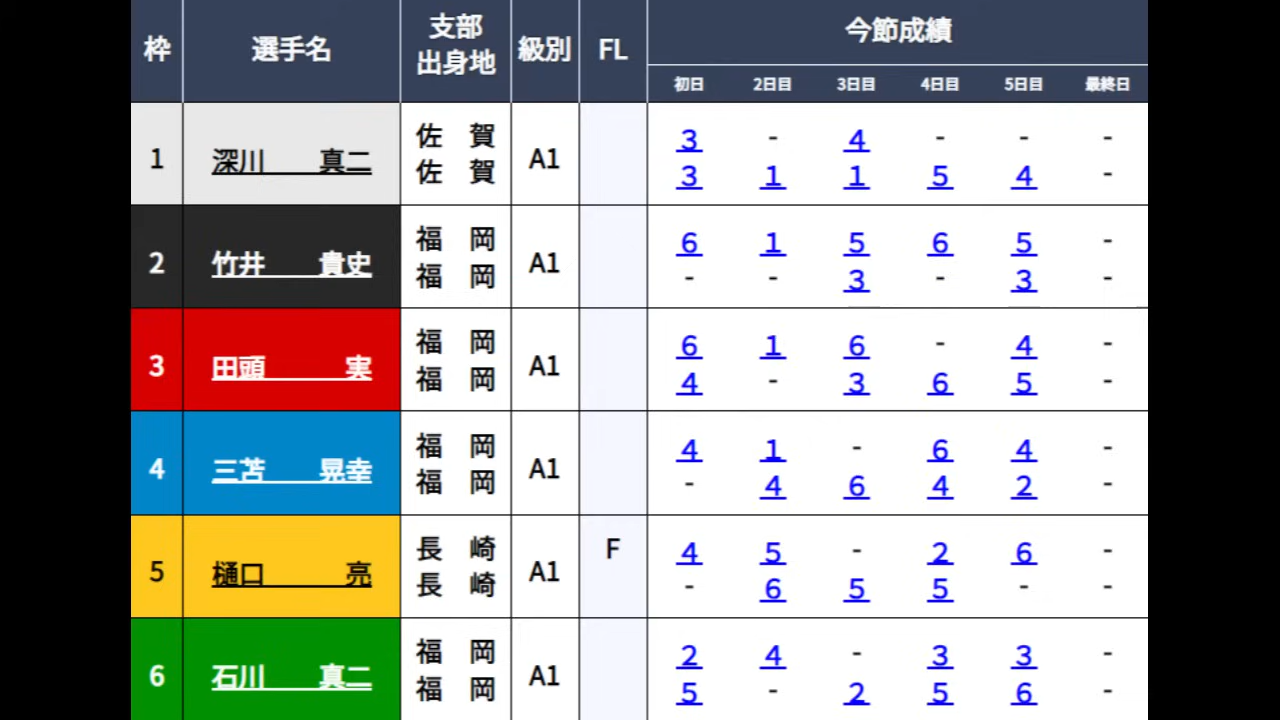 枠 選手名 支部 出身地 級別 FL 今節成績
初日 2日目 3日目 4日目 5日目 最終日
1 深川 真二 佐 賀 A1 3 - 4 - - -
佐 賀 3 1 1 5 4 -
2 竹井 貴史 福 岡 A1 6 1 5 6 5 -
福 岡 - - 3 - 3 -
3 田頭 実 福 岡 A1 6 1 6 - 4 -
福 岡 4 - 3 6 5 -
4 三苫 晃幸 福 岡 A1 4 1 - 6 4 -
福 岡 - 4 6 4 2 -
5 樋口 亮 長 崎 A1 F 4 5 - 2 6 -
長 崎 - 6 5 5 - -
6 石川 真二 福 岡 A1 2 4 - 3 3 -
福 岡 5 - 2 5 6 -